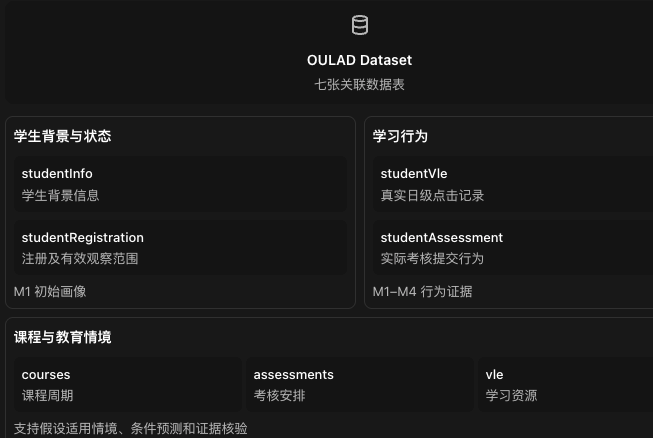 OULAD Dataset
七张关联数据表
学生背景与状态
studentInfo
学生背景信息
studentRegistration
注册及有效观察范围
M1 初始画像
学习行为
studentVle
真实日级点击记录
studentAssessment
实际考核提交行为
M1–M4 行为证据
课程与教育情境
courses
课程周期
assessments
考核安排
vle
学习资源
支持假设适用情境、条件预测和证据核验